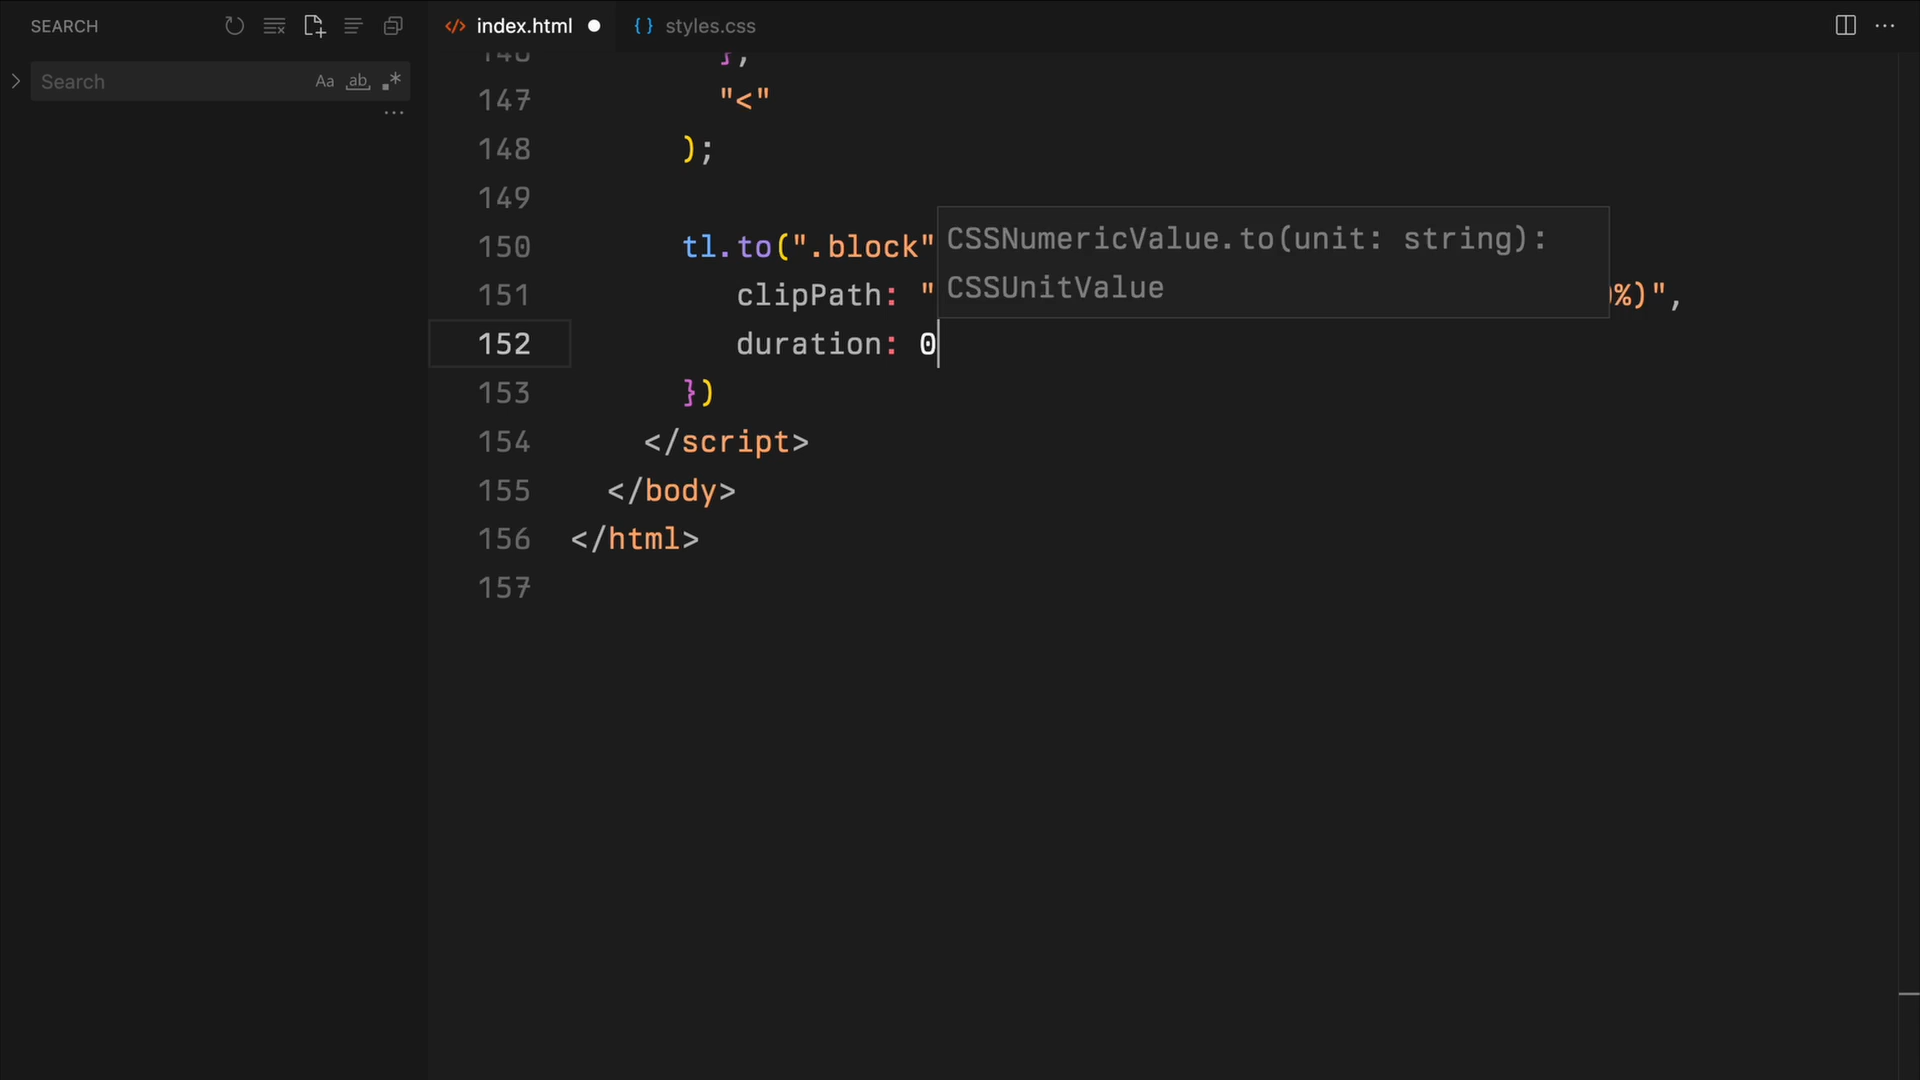 SEARCH
Search
Aa
ab
.*
...
</> index.html
{ } styles.css
...
146 },
147 "<"
148 );
149
150 tl.to(".block"
151 clipPath: " %)",
152 duration: 0
153 })
154 </script>
155 </body>
156 </html>
157
CSSNumericValue.to(unit: string):
CSSUnitValue